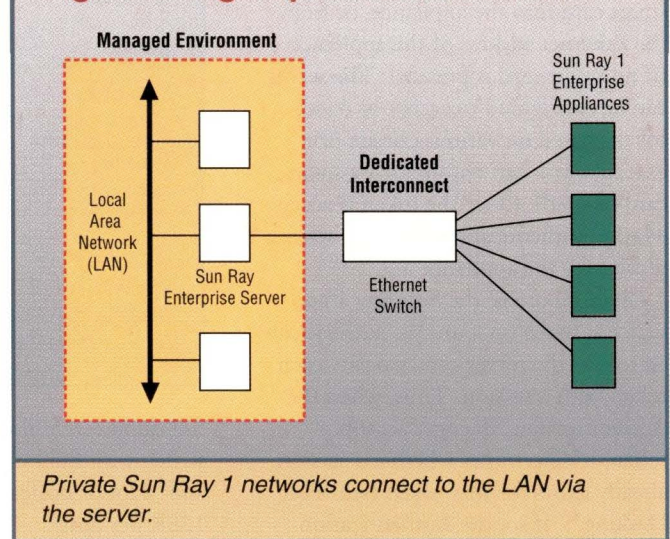 Managed Environment
Sun Ray 1
Enterprise
Appliances
Dedicated
Interconnect
Local
Area
Network
(LAN)
Sun Ray
Enterprise Server
Ethernet
Switch
Private Sun Ray 1 networks connect to the LAN via
the server.